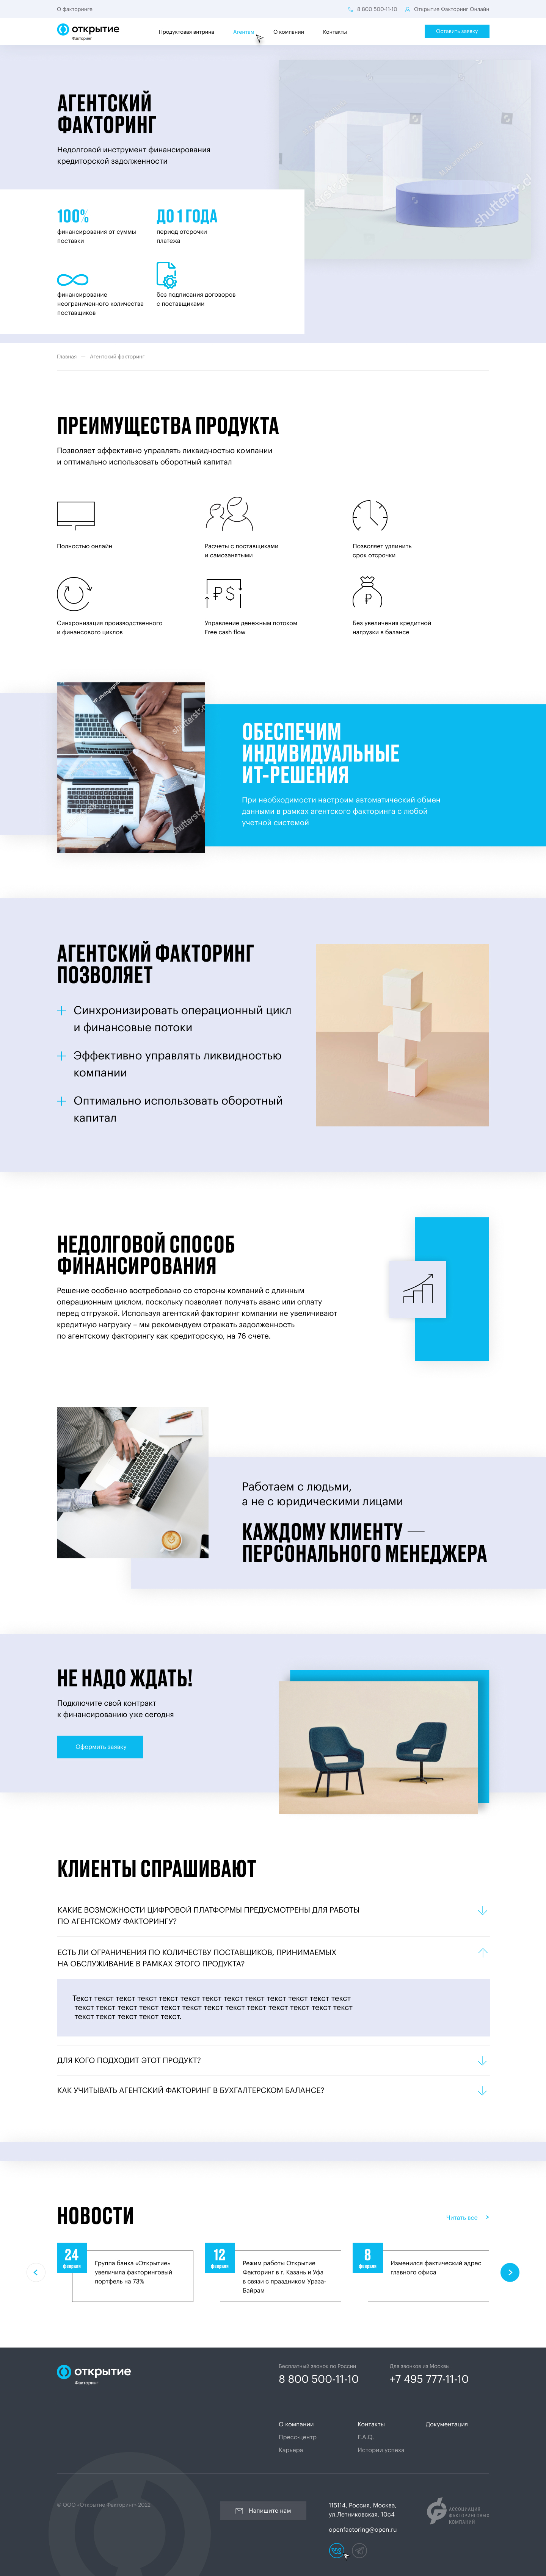 О факторинге
8 800 500-11-10
Открытие Факторинг Онлайн
открытие
Факторинг
Продуктовая витрина
Агентам
О компании
Контакты
Оставить заявку
АГЕНТСКИЙ
ФАКТОРИНГ
Недолговой инструмент финансирования
кредиторской задолженности
100%
финансирования от суммы
поставки
ДО 1 ГОДА
период отсрочки
платежа
финансирование
неограниченного количества
поставщиков
без подписания договоров
с поставщиками
Главная — Агентский факторинг
ПРЕИМУЩЕСТВА ПРОДУКТА
Позволяет эффективно управлять ликвидностью компании
и оптимально использовать оборотный капитал
Полностью онлайн
Расчеты с поставщиками
и самозанятыми
Позволяет удлинить
срок отсрочки
Синхронизация производственного
и финансового циклов
Управление денежным потоком
Free cash flow
Без увеличения кредитной
нагрузки в балансе
ОБЕСПЕЧИМ
ИНДИВИДУАЛЬНЫЕ
ИТ-РЕШЕНИЯ
При необходимости настроим автоматический обмен
данными в рамках агентского факторинга с любой
учетной системой
АГЕНТСКИЙ ФАКТОРИНГ
ПОЗВОЛЯЕТ
Синхронизировать операционный цикл
и финансовые потоки
Эффективно управлять ликвидностью
компании
Оптимально использовать оборотный
капитал
НЕДОЛГОВОЙ СПОСОБ
ФИНАНСИРОВАНИЯ
Решение особенно востребовано со стороны компаний с длинным
операционным циклом, поскольку позволяет получать аванс или оплату
перед отгрузкой. Используя агентский факторинг компании не увеличивают
кредитную нагрузку – мы рекомендуем отражать задолженность
по агентскому факторингу как кредиторскую, на 76 счете.
Работаем с людьми,
а не с юридическими лицами
КАЖДОМУ КЛИЕНТУ —
ПЕРСОНАЛЬНОГО МЕНЕДЖЕРА
НЕ НАДО ЖДАТЬ!
Подключите свой контракт
к финансированию уже сегодня
Оформить заявку
КЛИЕНТЫ СПРАШИВАЮТ
КАКИЕ ВОЗМОЖНОСТИ ЦИФРОВОЙ ПЛАТФОРМЫ ПРЕДУСМОТРЕНЫ ДЛЯ РАБОТЫ
ПО АГЕНТСКОМУ ФАКТОРИНГУ?
ЕСТЬ ЛИ ОГРАНИЧЕНИЯ ПО КОЛИЧЕСТВУ ПОСТАВЩИКОВ, ПРИНИМАЕМЫХ
НА ОБСЛУЖИВАНИЕ В РАМКАХ ЭТОГО ПРОДУКТА?
Текст текст текст текст текст текст текст текст текст текст текст текст текст
текст текст текст текст текст текст текст текст текст текст текст текст текст
текст текст текст текст текст.
ДЛЯ КОГО ПОДХОДИТ ЭТОТ ПРОДУКТ?
КАК УЧИТЫВАТЬ АГЕНТСКИЙ ФАКТОРИНГ В БУХГАЛТЕРСКОМ БАЛАНСЕ?
НОВОСТИ
Читать все
24
февраля
Группа банка «Открытие»
увеличила факторинговый
портфель на 73%
12
февраля
Режим работы Открытие
Факторинг в г. Казань и Уфа
в связи с праздником Ураза-
Байрам
8
февраля
Изменился фактический адрес
главного офиса
открытие
Факторинг
Бесплатный звонок по России
8 800 500-11-10
Для звонков из Москвы
+7 495 777-11-10
О компании
Контакты
Документация
Пресс-центр
F.A.Q.
Карьера
Истории успеха
© ООО «Открытие Факторинг» 2022
Напишите нам
115114, Россия, Москва,
ул.Летниковская, 10с4
openfactoring@open.ru
АССОЦИАЦИЯ
ФАКТОРИНГОВЫХ
КОМПАНИЙ